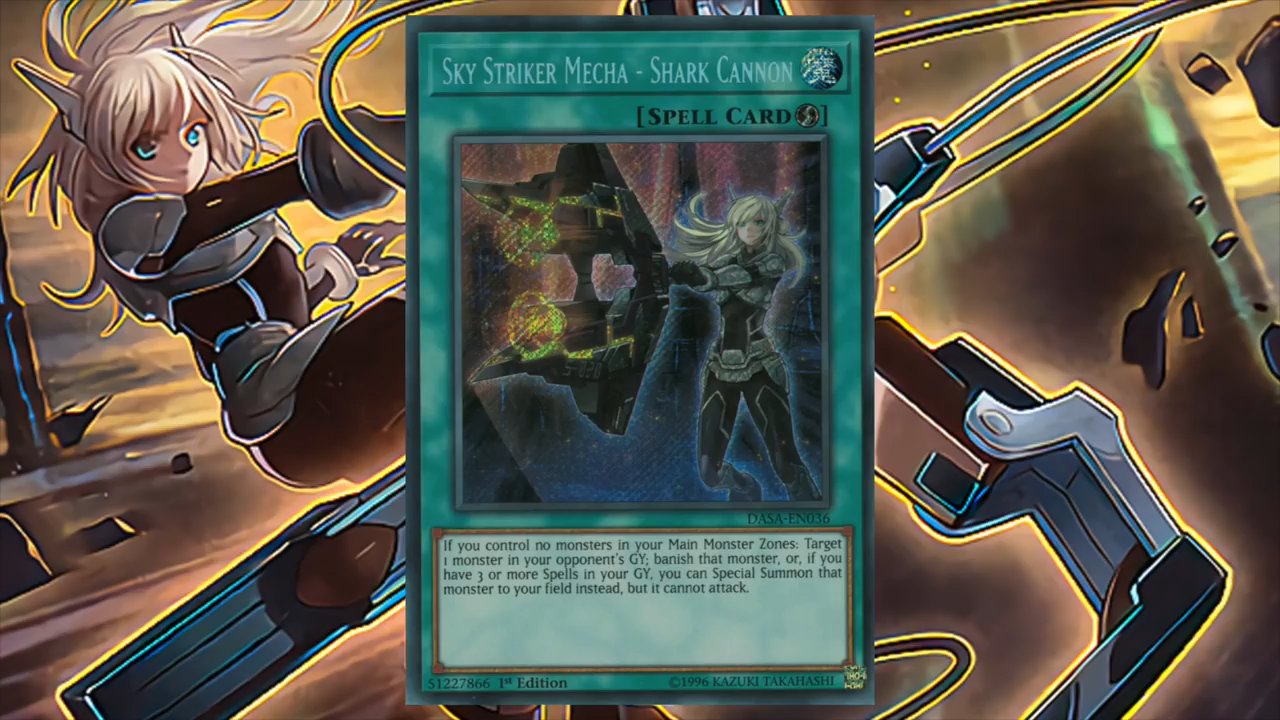 Sky Striker Mecha - Shark Cannon
[Spell Card]
S-020
DASA-EN036
If you control no monsters in your Main Monster Zones: Target
1 monster in your opponent's GY; banish that monster, or, if you
have 3 or more Spells in your GY, you can Special Summon that
monster to your field instead, but it cannot attack.
51227866 1st Edition
©1996 KAZUKI TAKAHASHI